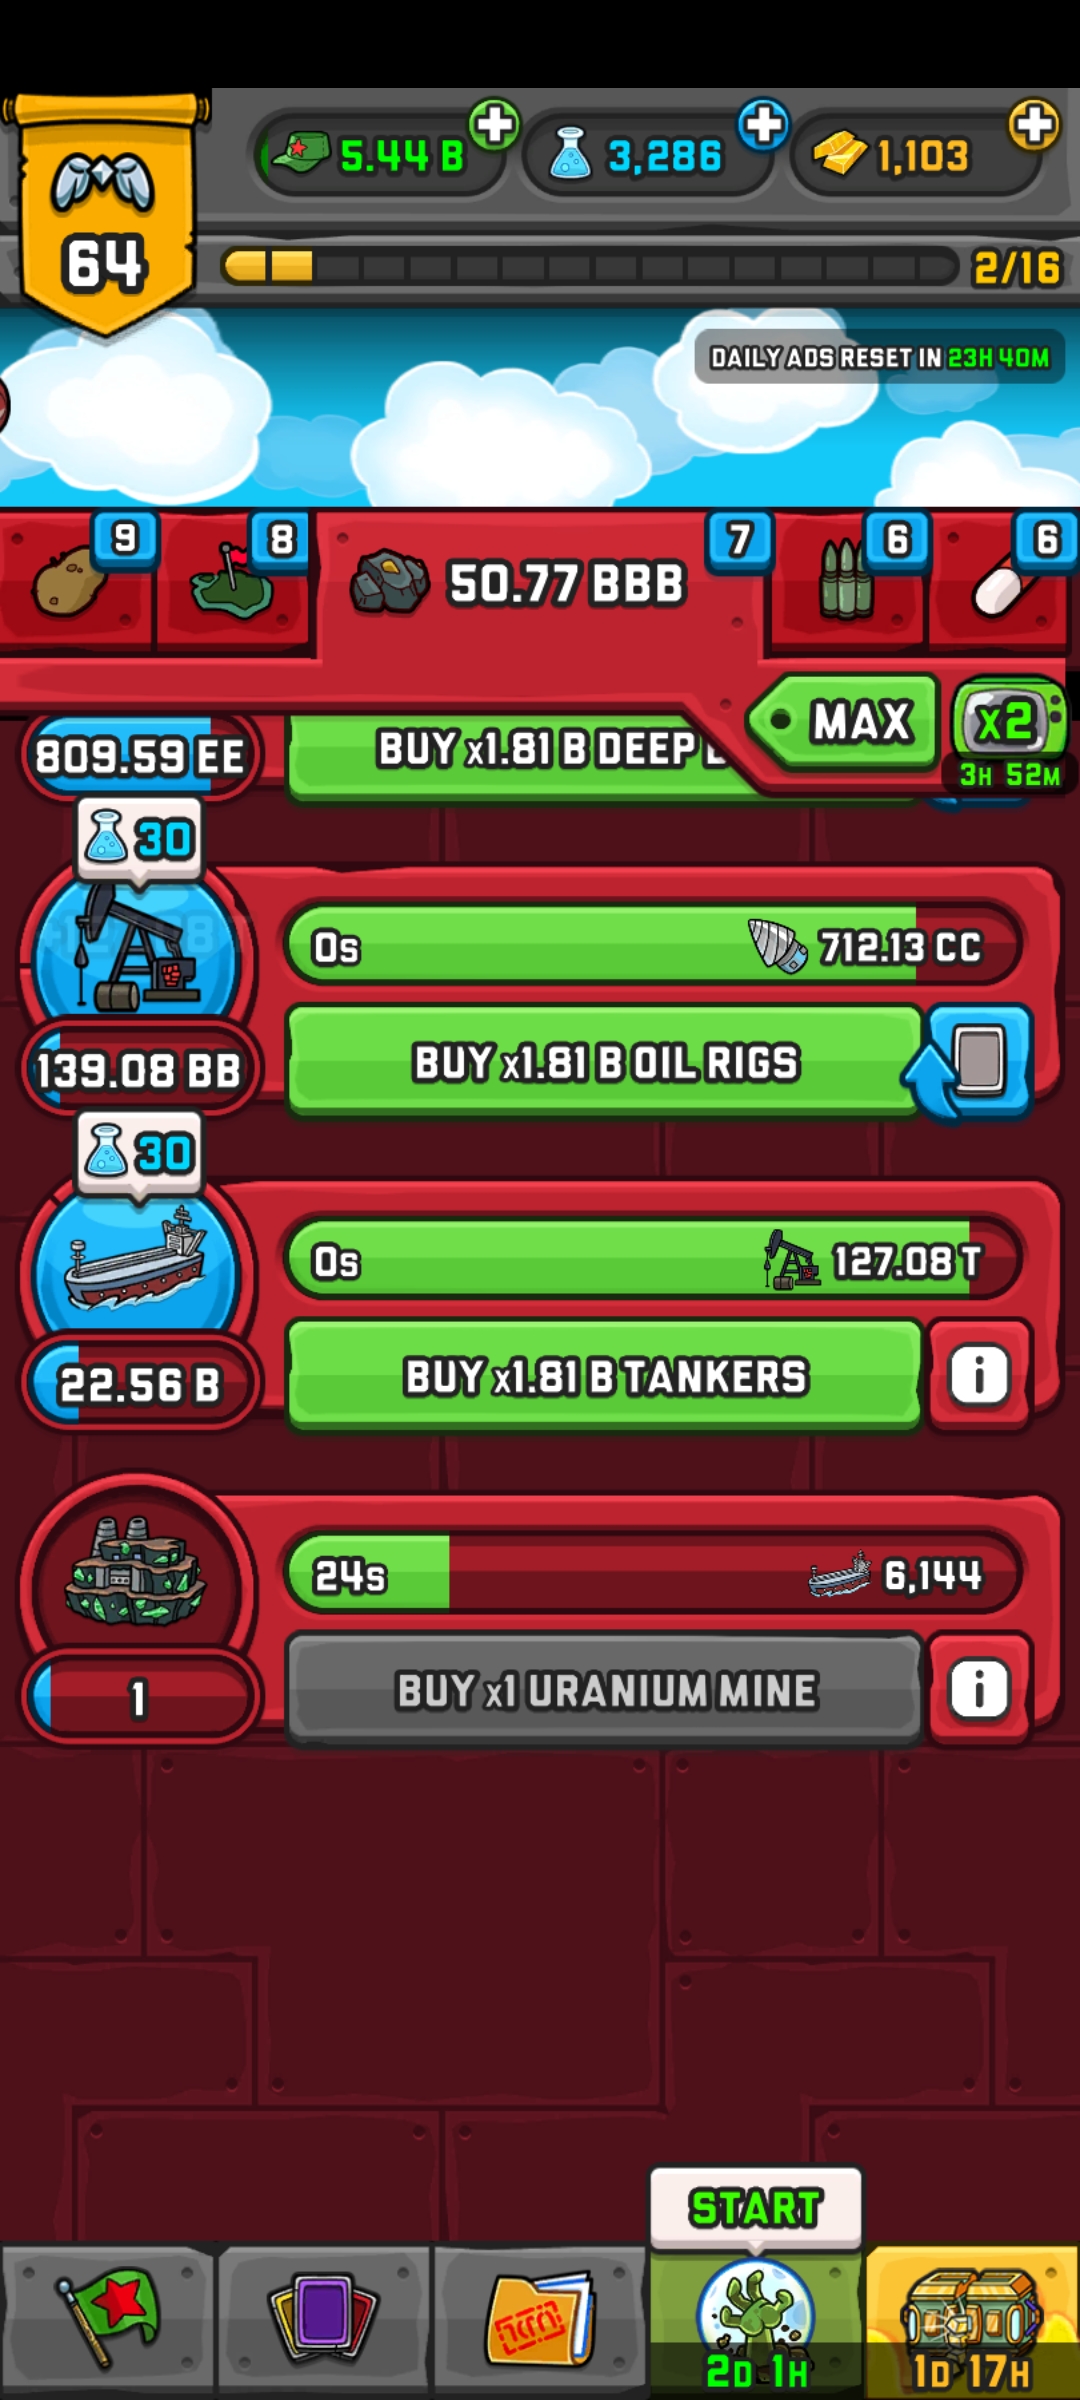 64
5.44 B
3,286
1,103
2/16
DAILY ADS RESET IN 23H 40M
9
8
50.77 BBB
7
6
6
MAX
x2
3H 52M
809.59 EE
BUY x1.81 B DEEP
30
0s
712.13 CC
139.08 BB
BUY x1.81 B OIL RIGS
30
0s
127.08 T
22.56 B
BUY x1.81 B TANKERS
i
24s
6,144
1
BUY x1 URANIUM MINE
i
START
2D 1H
1D 17H